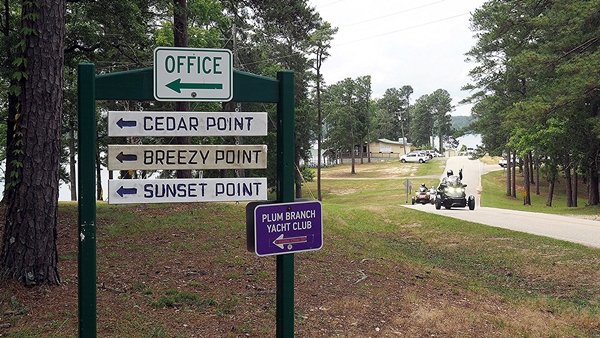 OFFICE
CEDAR POINT
BREEZY POINT
SUNSET POINT
PLUM BRANCH
YACHT CLUB